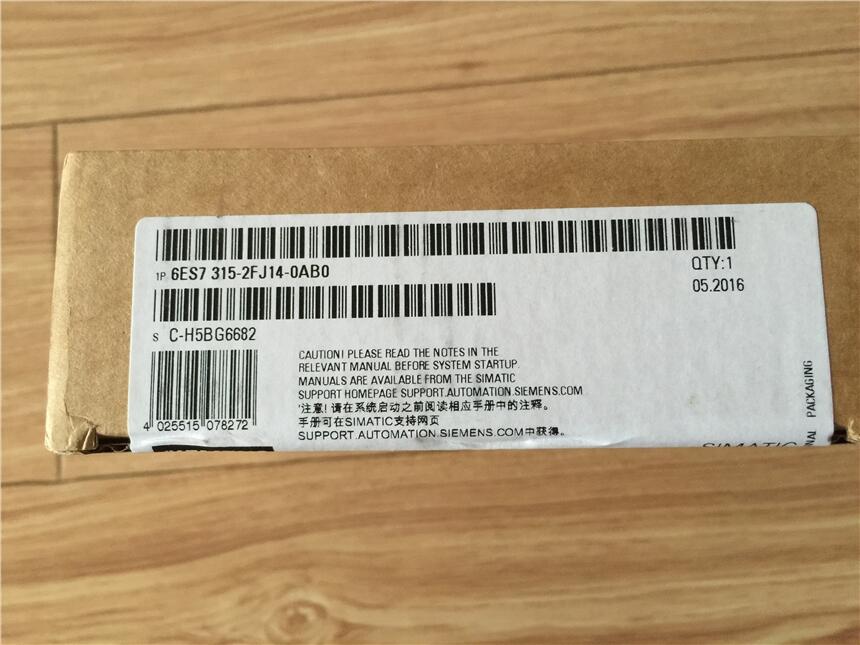 1P 6ES7 315-2FJ14-0AB0
QTY:1
05.2016
S C-H5BG6682
CAUTION! PLEASE READ THE NOTES IN THE
RELEVANT MANUAL BEFORE SYSTEM STARTUP.
MANUALS ARE AVAILABLE FROM THE SIMATIC
SUPPORT HOMEPAGE SUPPORT.AUTOMATION.SIEMENS.COM
'注意! 请在系统启动之前阅读相应手册中的注释。
手册可在SIMATIC支持网页
SUPPORT.AUTOMATION.SIEMENS.COM中获得。
4 025515 078272
SIMATIC
PACKAGING